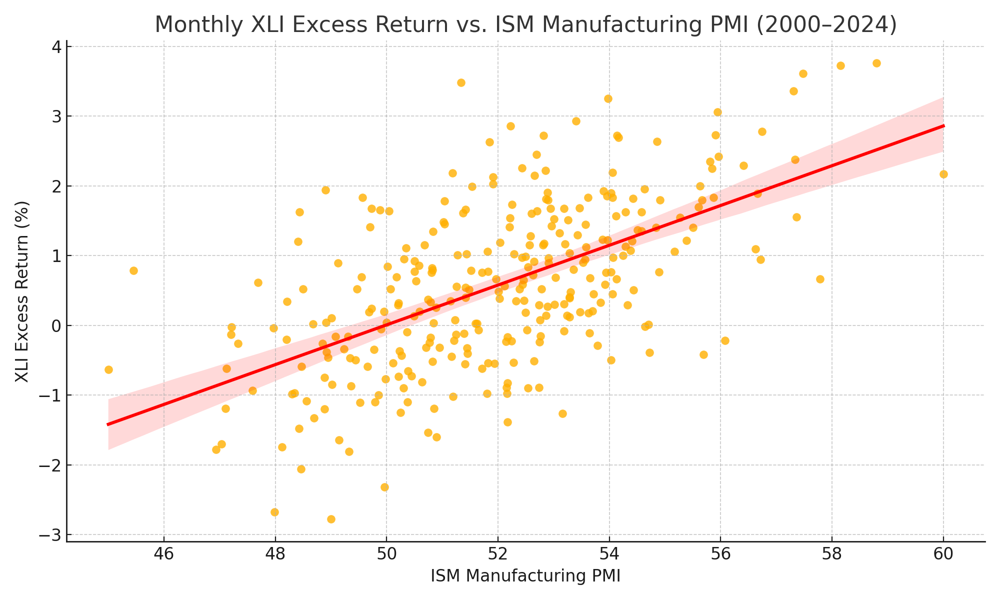 Monthly XLI Excess Return vs. ISM Manufacturing PMI (2000–2024)
XLI Excess Return (%)
4
3
2
1
0
−1
−2
−3
46 48 50 52 54 56 58 60
ISM Manufacturing PMI